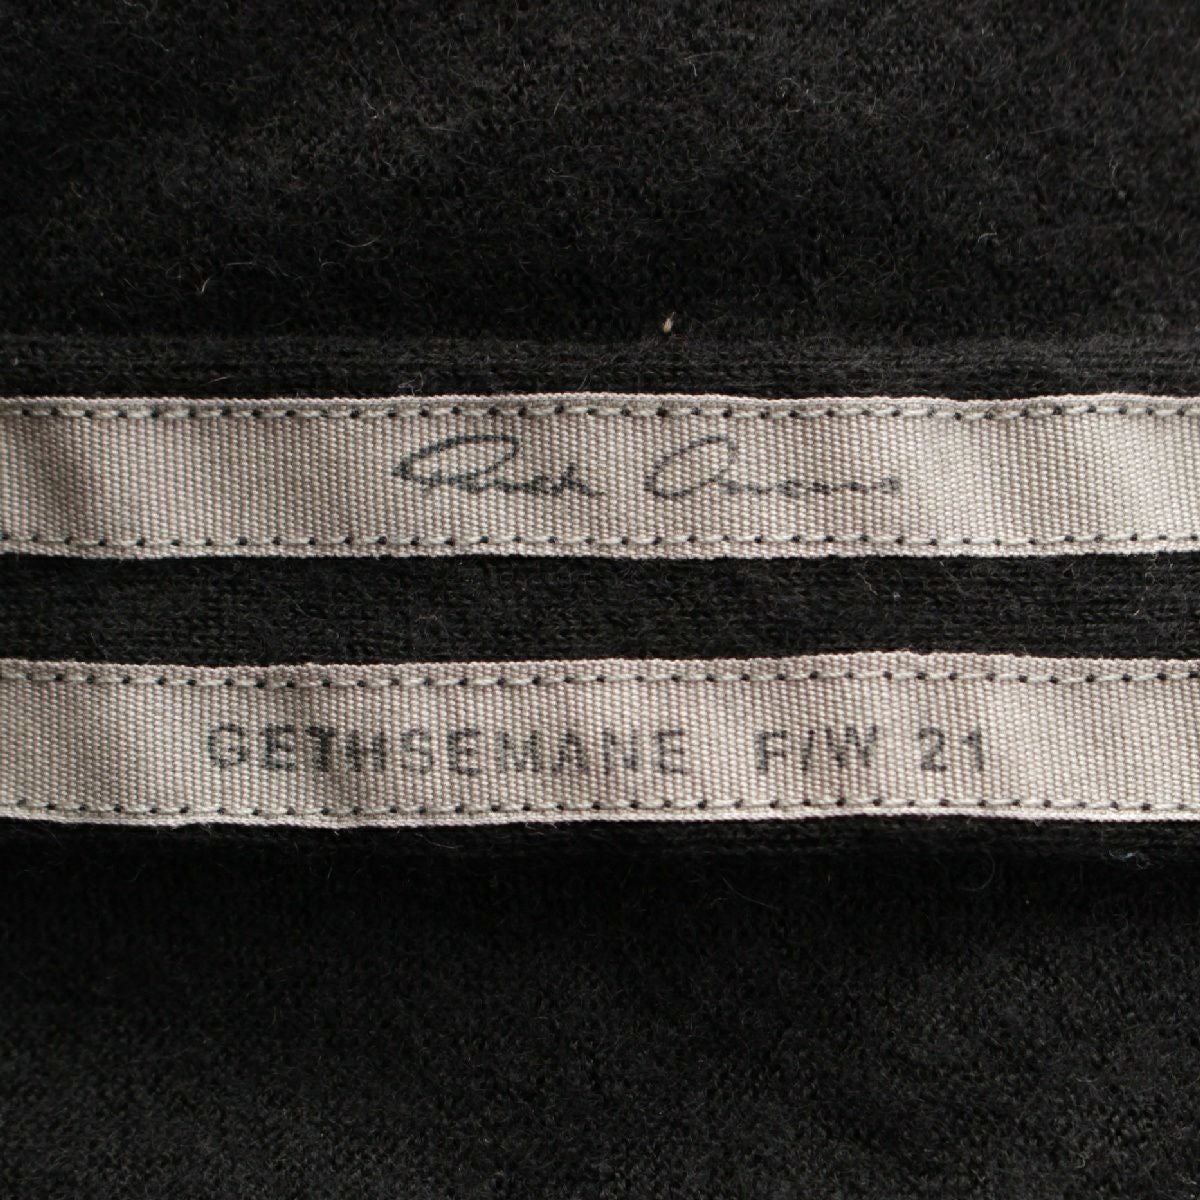 Rick Owens
GETHSEMANE F/W 21